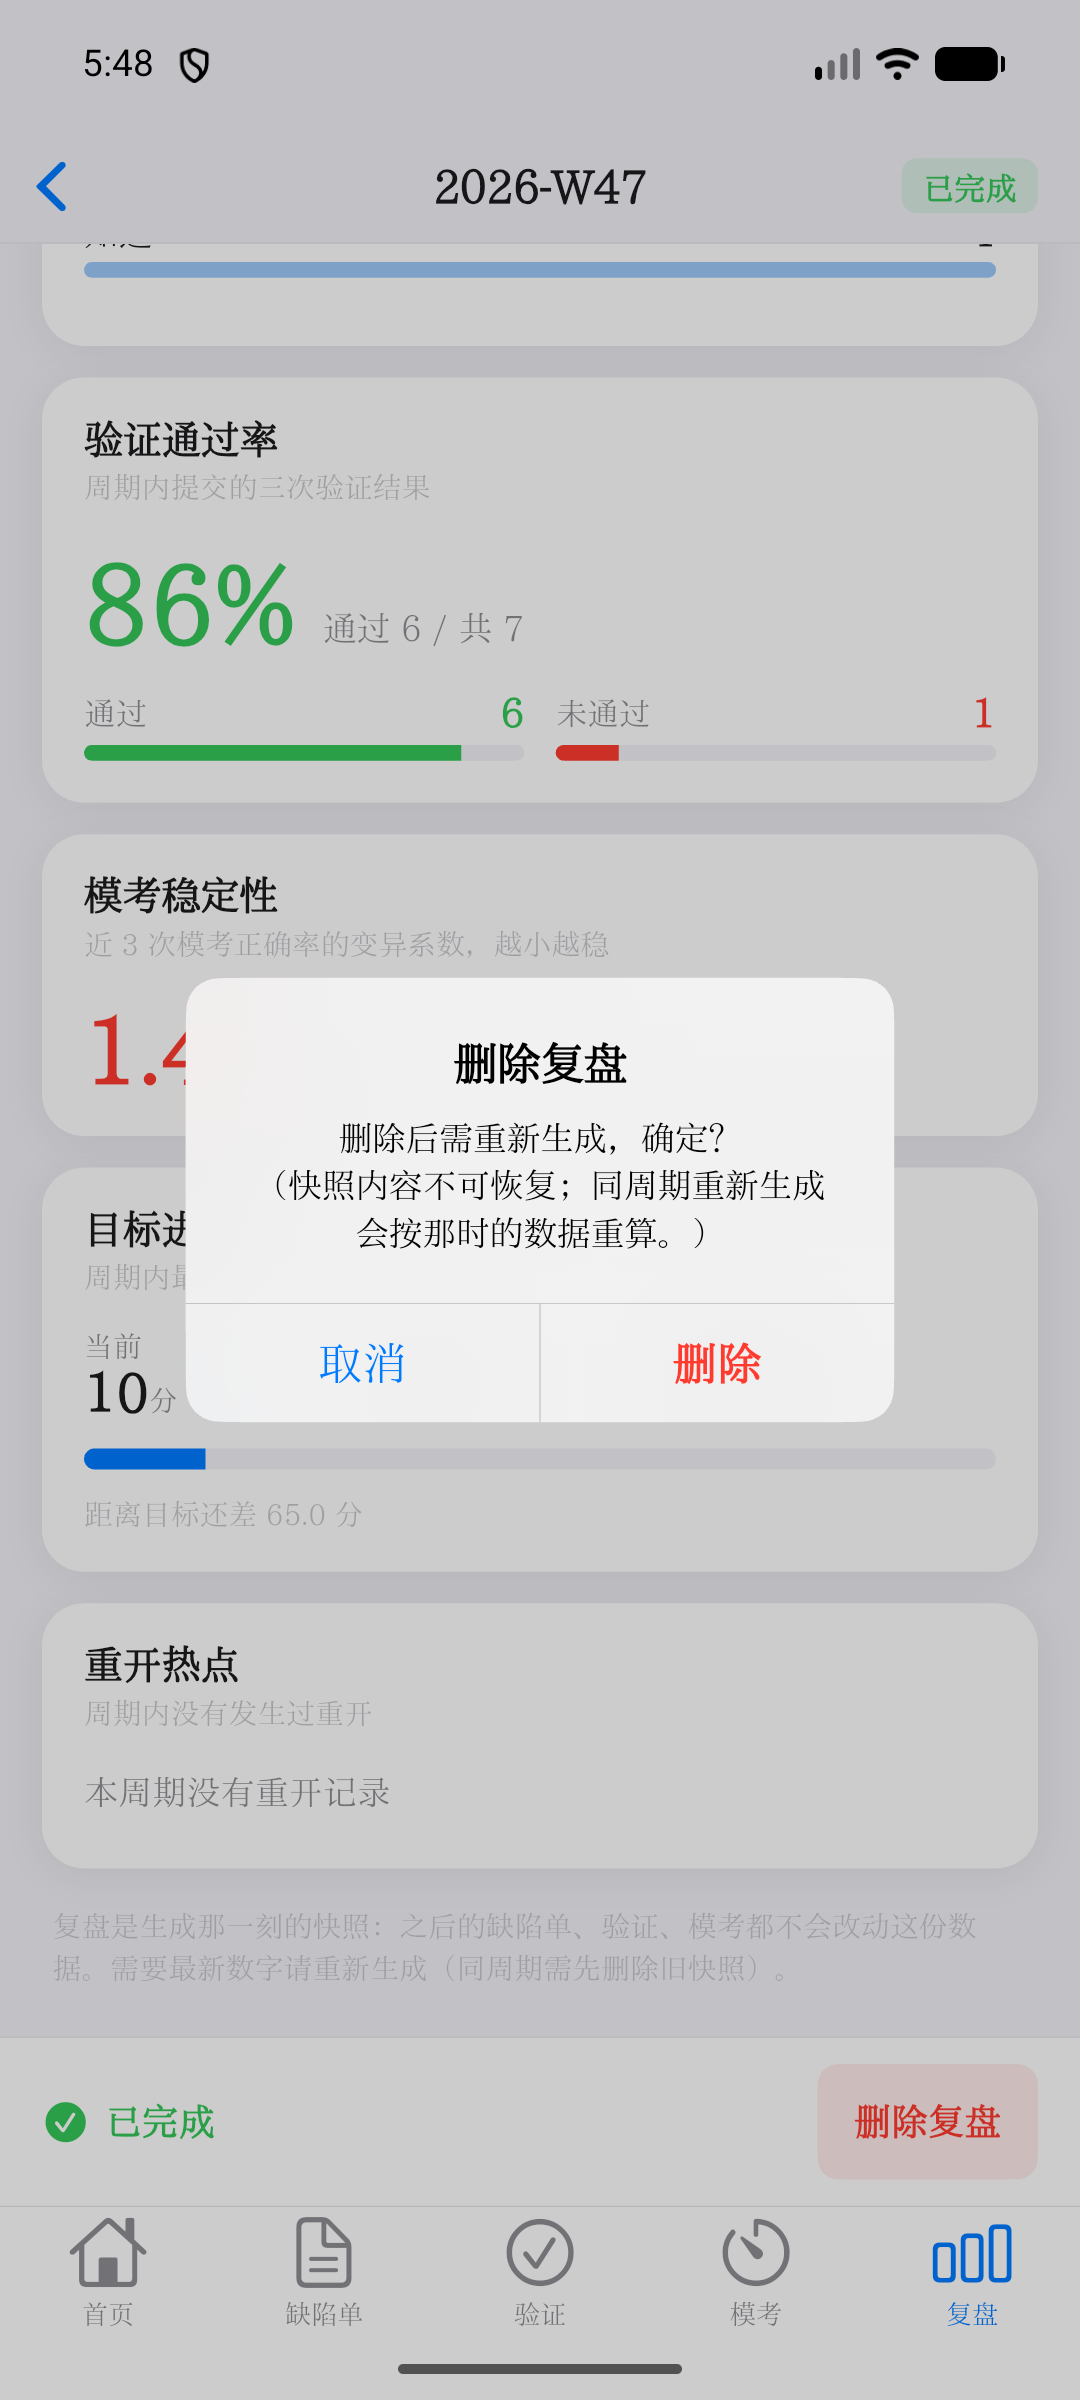 5:48
2026-W47
已完成
验证通过率
周期内提交的三次验证结果
86% 通过 6 / 共 7
通过 6 未通过 1
模考稳定性
近 3 次模考正确率的变异系数，越小越稳
1.4
删除复盘
删除后需重新生成，确定？
（快照内容不可恢复；同周期重新生成
会按那时的数据重算。）
取消 删除
目标进
周期内最
当前
10分
距离目标还差 65.0 分
重开热点
周期内没有发生过重开
本周期没有重开记录
复盘是生成那一刻的快照：之后的缺陷单、验证、模考都不会改动这份数
据。需要最新数字请重新生成（同周期需先删除旧快照）。
已完成 删除复盘
首页 缺陷单 验证 模考 复盘